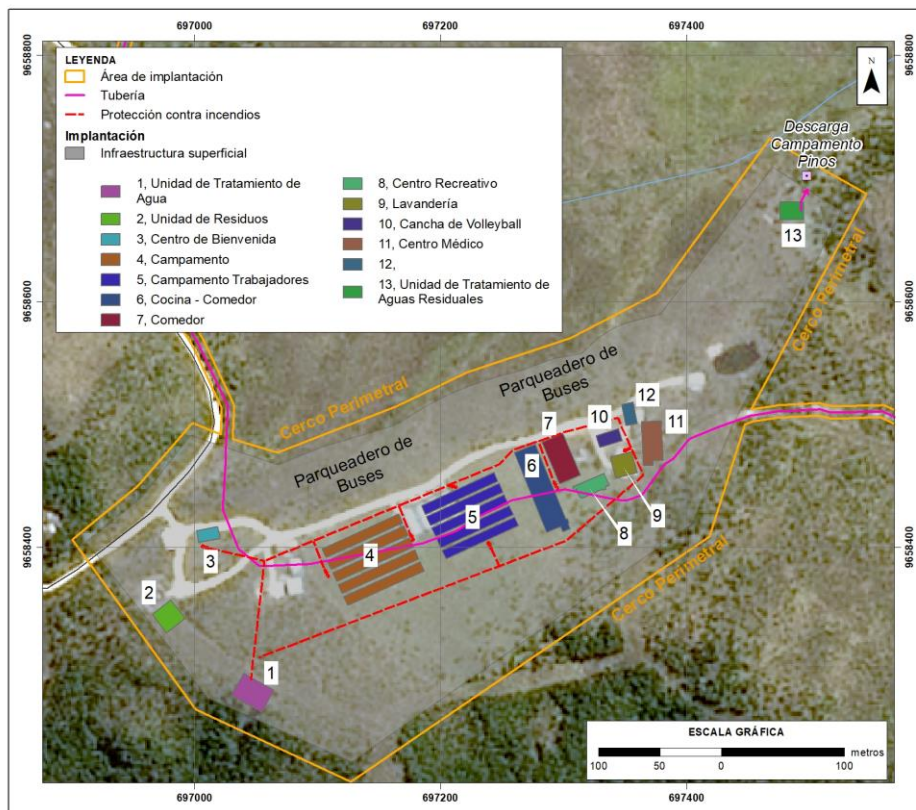 697000 697200 697400
9658800 9658800
LEYENDA
Área de implantación
Tubería
Protección contra incendios
Implantación
Infraestructura superficial
1, Unidad de Tratamiento de
Agua
2, Unidad de Residuos
3, Centro de Bienvenida
4, Campamento
5, Campamento Trabajadores
6, Cocina - Comedor
7, Comedor
8, Centro Recreativo
9, Lavandería
10, Cancha de Volleyball
11, Centro Médico
12,
13, Unidad de Tratamiento de
Aguas Residuales
N
Descarga
Campamento
Pinos
13
9658600 9658600
Cerco Perimetral
Cerco Perimetral
Parqueadero de
Buses
Parqueadero de
Buses
12
10
11
7
6
9
8
5
4
3
9658400 9658400
Cerco Perimetral
2
1
ESCALA GRÁFICA
metros
100 50 0 100
697000 697200 697400